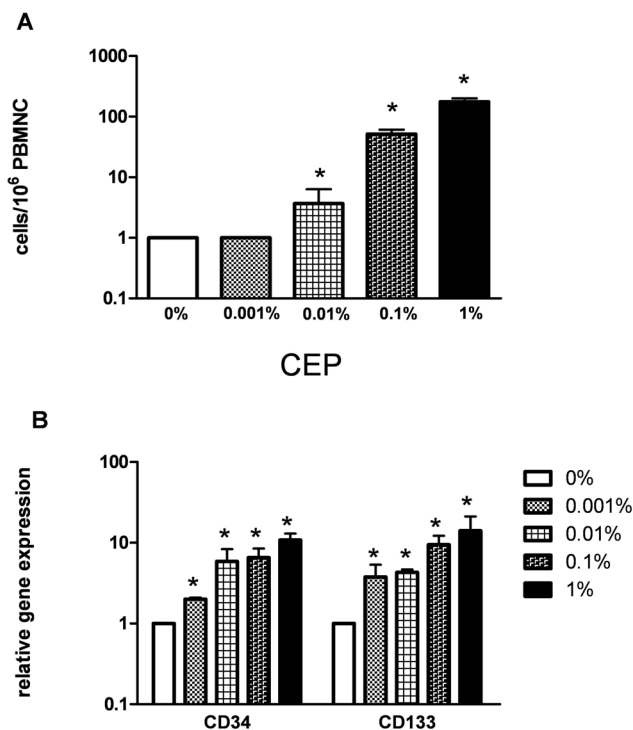 A
1000
100
10
1
0.1
cells/10⁶ PBMNC
* * *
0% 0.001% 0.01% 0.1% 1%
CEP
B
100
10
1
0.1
relative gene expression
* * * * * * * *
CD34 CD133
0%
0.001%
0.01%
0.1%
1%